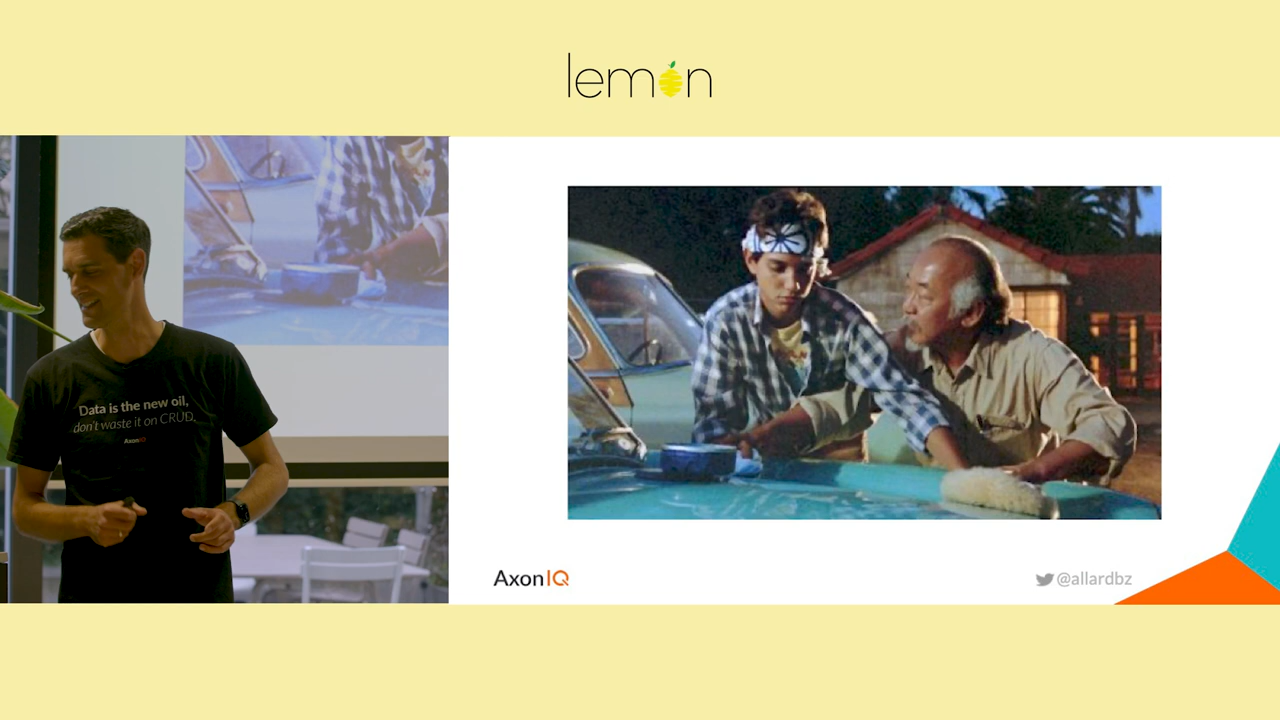 lemon
Data is the new oil,
don't waste it on CRUD.
AxonIQ
AxonIQ
@allardbz